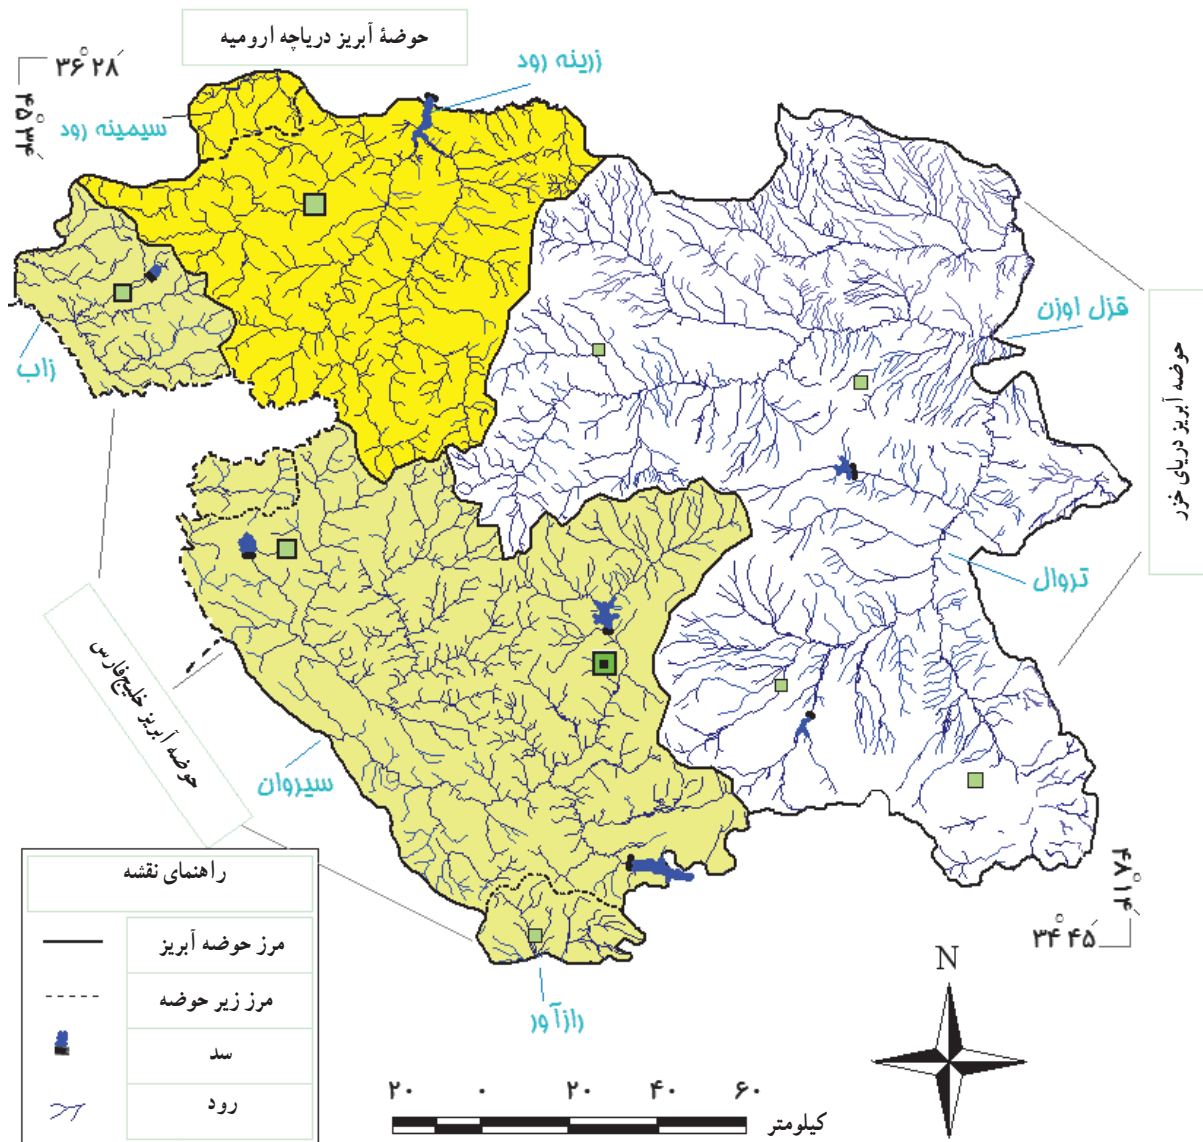 حوضهٔ آبریز دریاچه ارومیه
۳۶° ۲۸′
۴۵° ۳۴′
زرینه رود
سیمینه رود
زاب
قزل اوزن
حوضه آبریز دریای خزر
تروال
حوضه آبریز خلیج‌فارس
سیروان
رازآور
۴۸° ۱۴′
۳۴° ۴۵′
راهنمای نقشه
مرز حوضه آبریز
مرز زیر حوضه
سد
رود
N
۲۰ ۰ ۲۰ ۴۰ ۶۰
کیلومتر